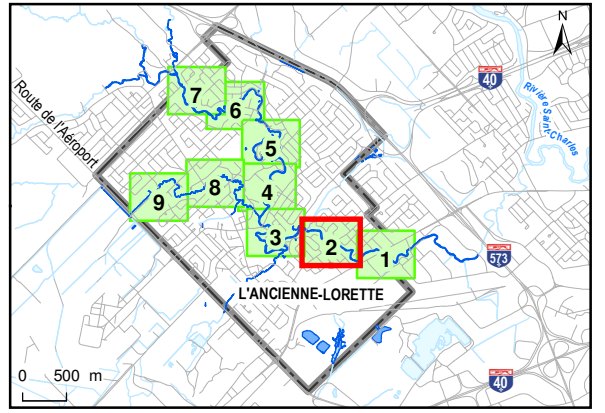 N
40
Rivière Saint-Charles
Route de l'Aéroport
7
6
5
8
4
9
3
2
1
573
L'ANCIENNE-LORETTE
0 500 m
40